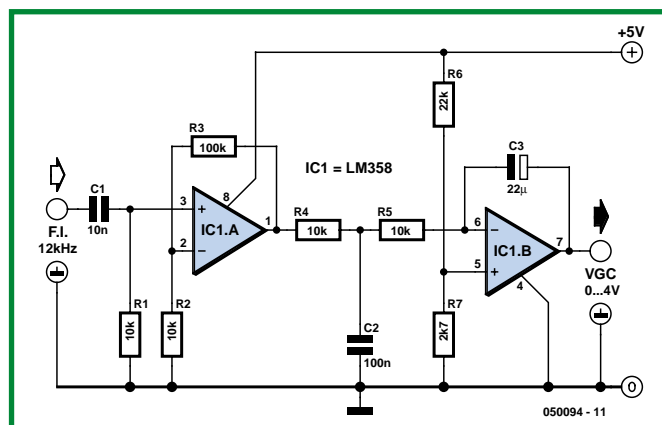 +5V
R6
22k
R3
100k
IC1 = LM358
C3
22µ
C1
10n
3
8
+
IC1.A
1
2
–
R4
10k
R5
10k
6
–
IC1.B
7
5
+
4
F.I.
12kHz
VGC
0...4V
R1
10k
R2
10k
C2
100n
R7
2k7
0
050094 - 11